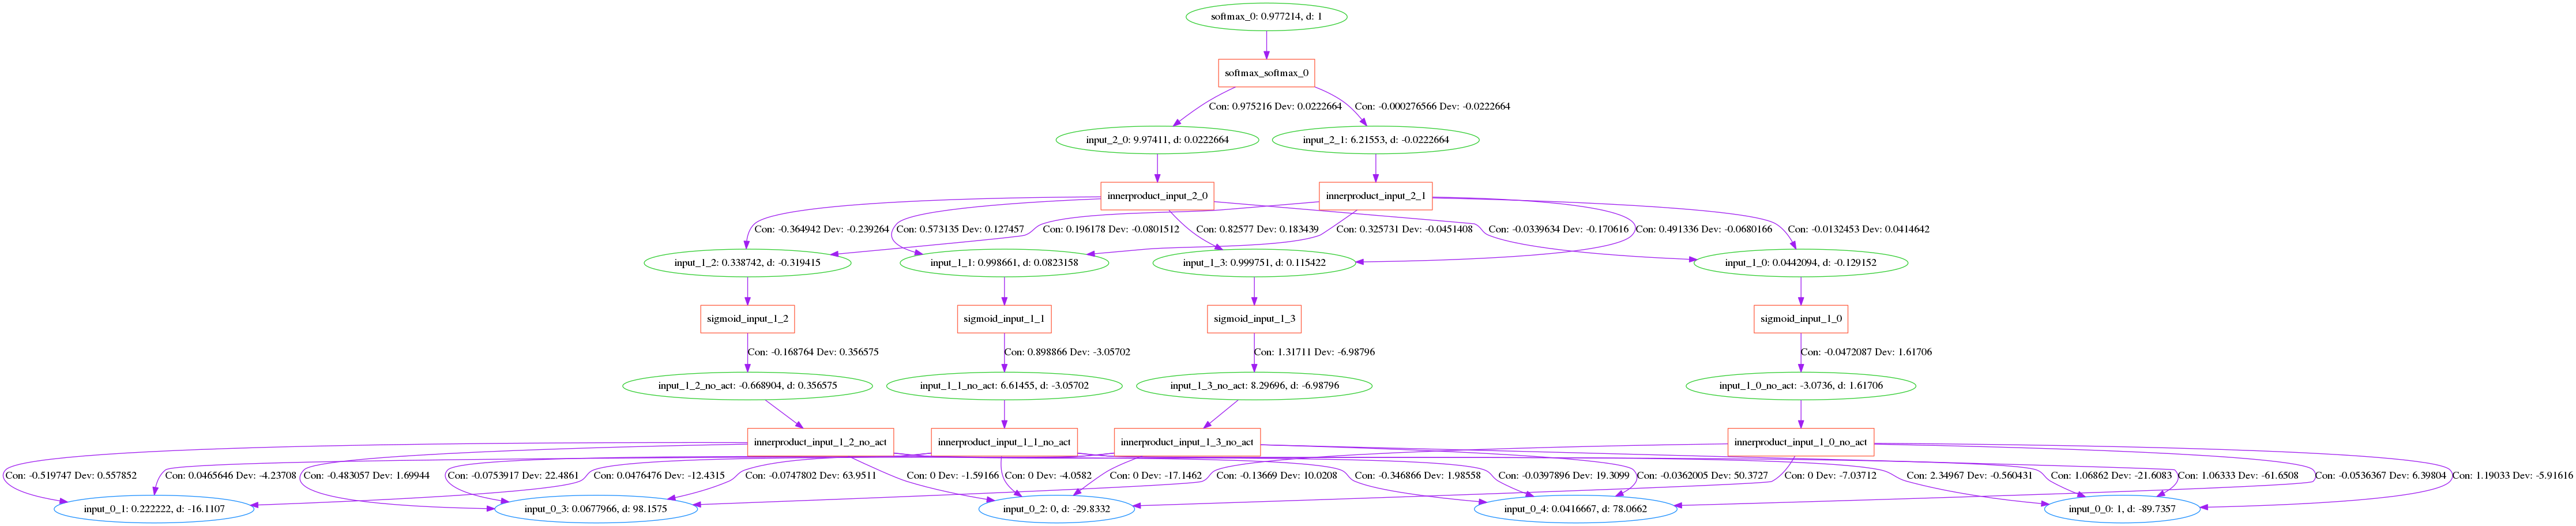 softmax_0: 0.977214, d: 1
softmax_softmax_0
Con: 0.975216 Dev: 0.0222664
Con: -0.000276566 Dev: -0.0222664
input_2_0: 9.97411, d: 0.0222664
input_2_1: 6.21553, d: -0.0222664
innerproduct_input_2_0
innerproduct_input_2_1
Con: -0.364942 Dev: -0.239264
Con: 0.573135 Dev: 0.127457
Con: 0.196178 Dev: -0.0801512
Con: 0.82577 Dev: 0.183439
Con: 0.325731 Dev: -0.0451408
Con: -0.0339634 Dev: -0.170616
Con: 0.491336 Dev: -0.0680166
Con: -0.0132453 Dev: 0.0414642
input_1_2: 0.338742, d: -0.319415
input_1_1: 0.998661, d: 0.0823158
input_1_3: 0.999751, d: 0.115422
input_1_0: 0.0442094, d: -0.129152
sigmoid_input_1_2
sigmoid_input_1_1
sigmoid_input_1_3
sigmoid_input_1_0
Con: -0.168764 Dev: 0.356575
Con: 0.898866 Dev: -3.05702
Con: 1.31711 Dev: -6.98796
Con: -0.0472087 Dev: 1.61706
input_1_2_no_act: -0.668904, d: 0.356575
input_1_1_no_act: 6.61455, d: -3.05702
input_1_3_no_act: 8.29696, d: -6.98796
input_1_0_no_act: -3.0736, d: 1.61706
innerproduct_input_1_2_no_act
innerproduct_input_1_1_no_act
innerproduct_input_1_3_no_act
innerproduct_input_1_0_no_act
Con: -0.519747 Dev: 0.557852
Con: 0.0465646 Dev: -4.23708
Con: -0.483057 Dev: 1.69944
Con: -0.0753917 Dev: 22.4861
Con: 0.0476476 Dev: -12.4315
Con: -0.0747802 Dev: 63.9511
Con: 0 Dev: -1.59166
Con: 0 Dev: -4.0582
Con: 0 Dev: -17.1462
Con: -0.13669 Dev: 10.0208
Con: -0.346866 Dev: 1.98558
Con: -0.0397896 Dev: 19.3099
Con: -0.0362005 Dev: 50.3727
Con: 0 Dev: -7.03712
Con: 2.34967 Dev: -0.560431
Con: 1.06862 Dev: -21.6083
Con: 1.06333 Dev: -61.6508
Con: -0.0536367 Dev: 6.39804
Con: 1.19033 Dev: -5.91616
input_0_1: 0.222222, d: -16.1107
input_0_3: 0.0677966, d: 98.1575
input_0_2: 0, d: -29.8332
input_0_4: 0.0416667, d: 78.0662
input_0_0: 1, d: -89.7357